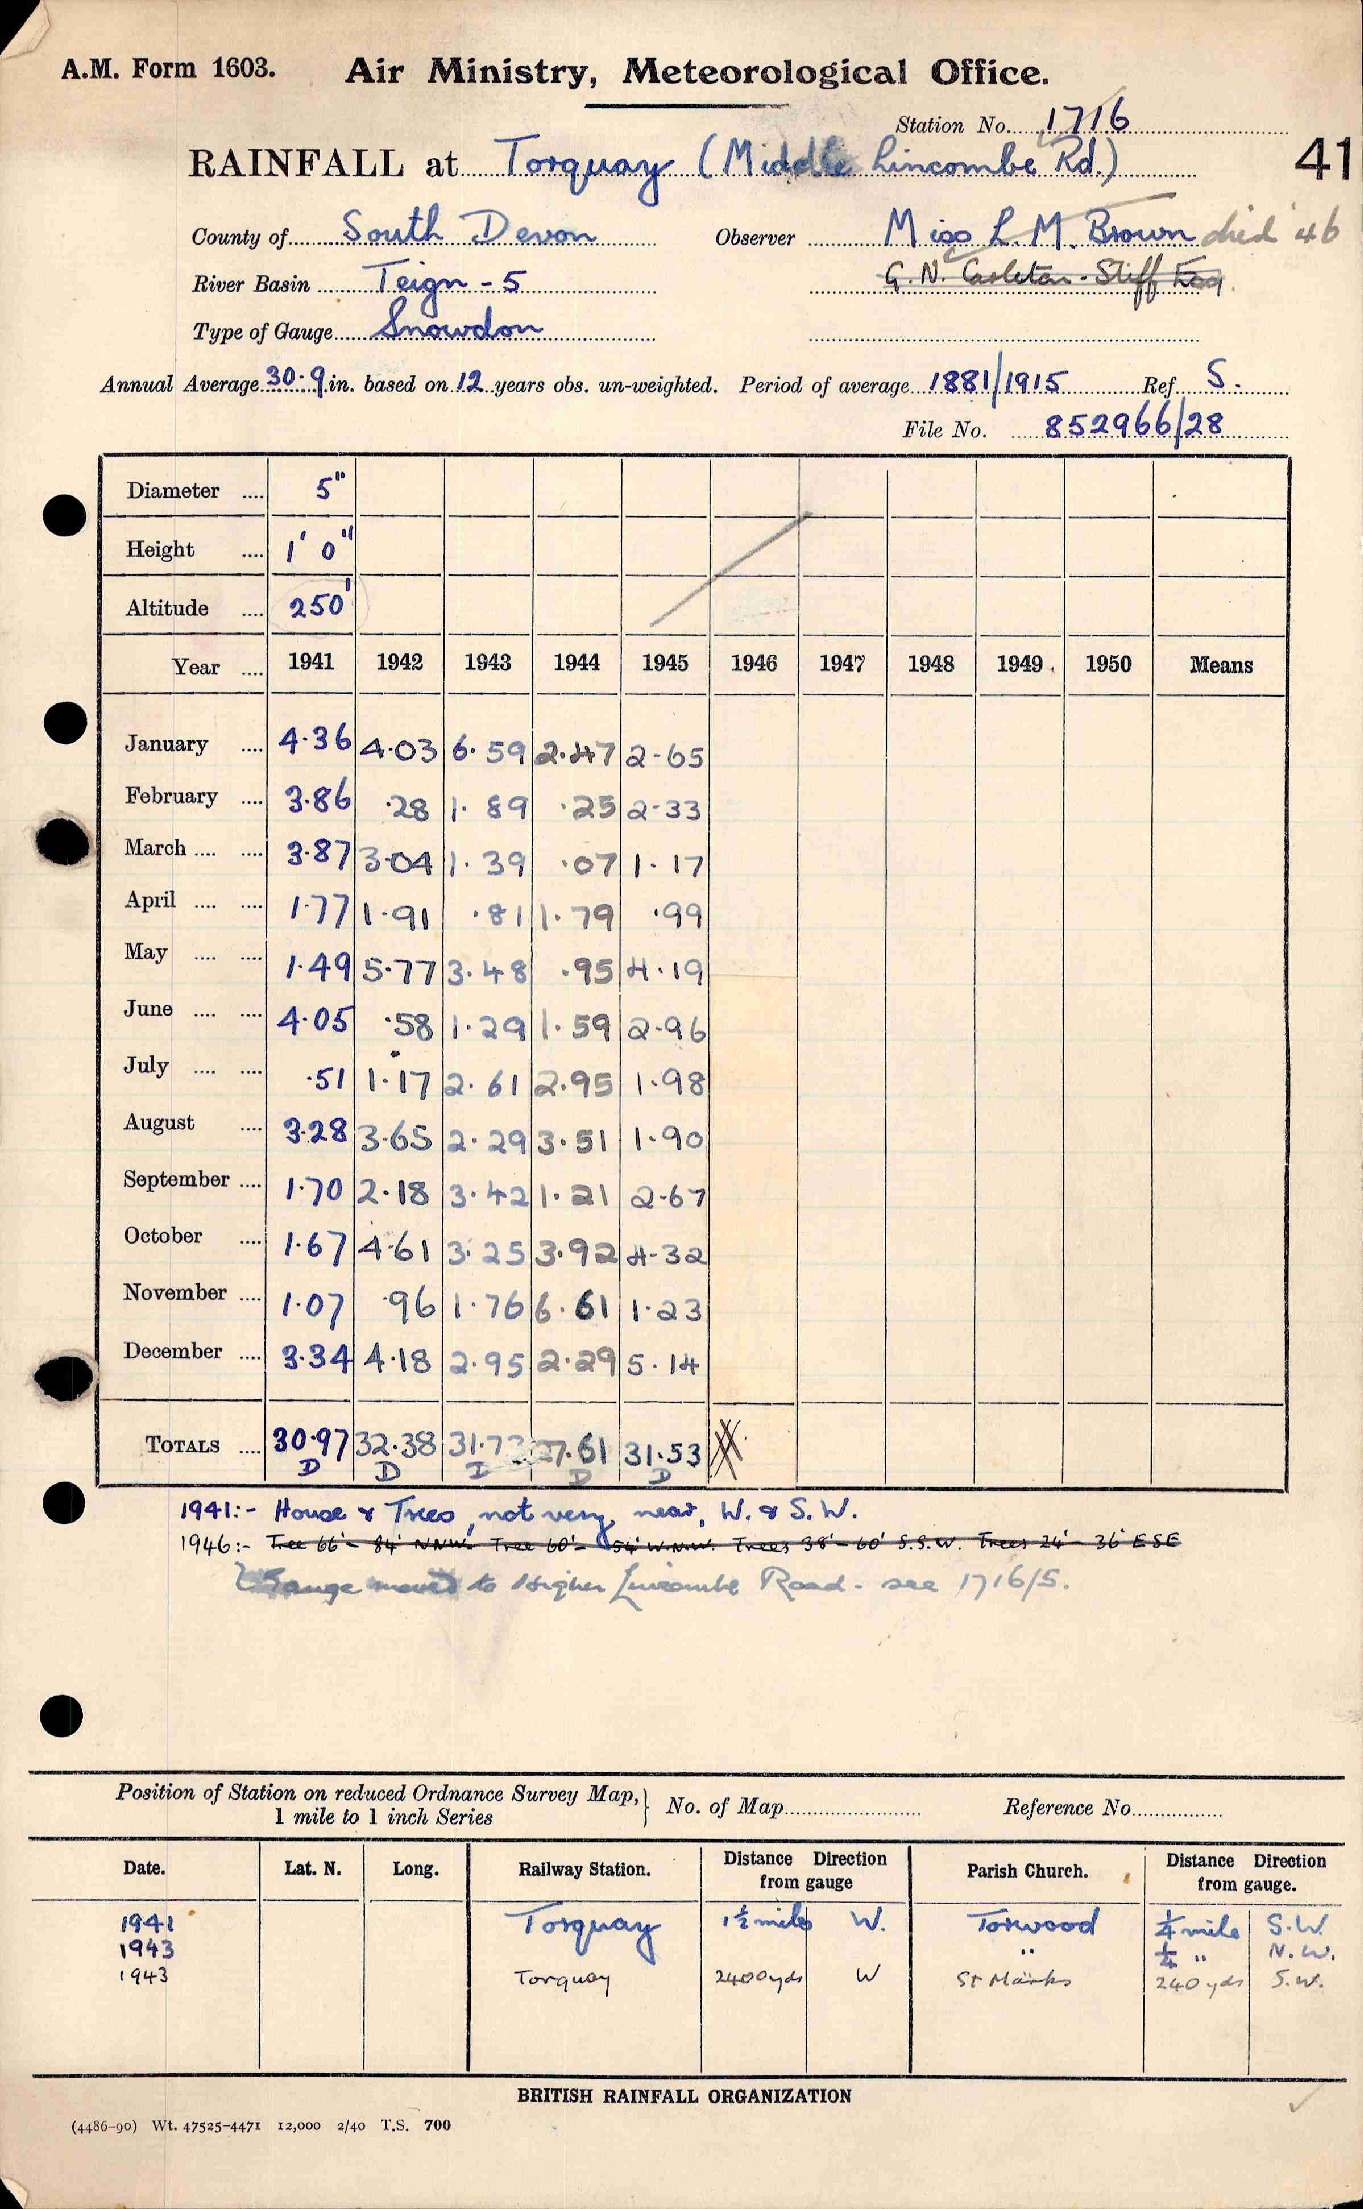 A.M. Form 1603. Air Ministry, Meteorological Office.
Station No. 1716
RAINFALL at Torquay (Middle Lincombe Rd.) 41
County of South Devon Observer Miss L. M. Brown died '46
River Basin Teign - 5 G. N. Carleton-Stiff Esq.
Type of Gauge Snowdon
Annual Average 30.9 in. based on 12 years obs. un-weighted. Period of average 1881/1915 Ref S.
File No. 852966/28
Diameter .... 5"
Height .... 1' 0"
Altitude .... 250'
Year .... 1941 1942 1943 1944 1945 1946 1947 1948 1949 1950 Means
January .... 4.36 4.03 6.59 2.47 2.65
February .... 3.86 .28 1.89 .25 2.33
March .... .... 3.87 3.04 1.39 .07 1.17
April .... .... 1.77 1.91 .81 1.79 .99
May .... .... 1.49 5.77 3.48 .95 4.19
June .... .... 4.05 .58 1.29 1.59 2.96
July .... .... .51 1.17 2.61 2.95 1.98
August .... 3.28 3.65 2.29 3.51 1.90
September .... 1.70 2.18 3.42 1.21 2.67
October .... 1.67 4.61 3.25 3.92 4.32
November .... 1.07 .96 1.76 6.61 1.23
December .... 3.34 4.18 2.95 2.29 5.14
TOTALS .... 30.97 32.38 31.73 27.61 31.53
D D D D D
1941:- House & Trees, not very near, W. & S.W.
1946:- Tree 66' - 84' NNW. Tree 60' - 54' W.N.W. Trees 38' - 60' S.S.W. Trees 24' - 36' ESE
Gauge moved to Higher Lincombe Road. see 1716/5.
Position of Station on reduced Ordnance Survey Map, } No. of Map Reference No.
1 mile to 1 inch Series
Date. Lat. N. Long. Railway Station. Distance Direction from gauge Parish Church. Distance Direction from gauge.
1941 Torquay 1½ miles W. Torwood ¼ mile S.W.
1943 " ¼ " N.W.
1943 Torquay 2400 yds W St Marks 240 yds S.W.
BRITISH RAINFALL ORGANIZATION
(4486-90) Wt. 47525-4471 12,000 2/40 T.S. 700